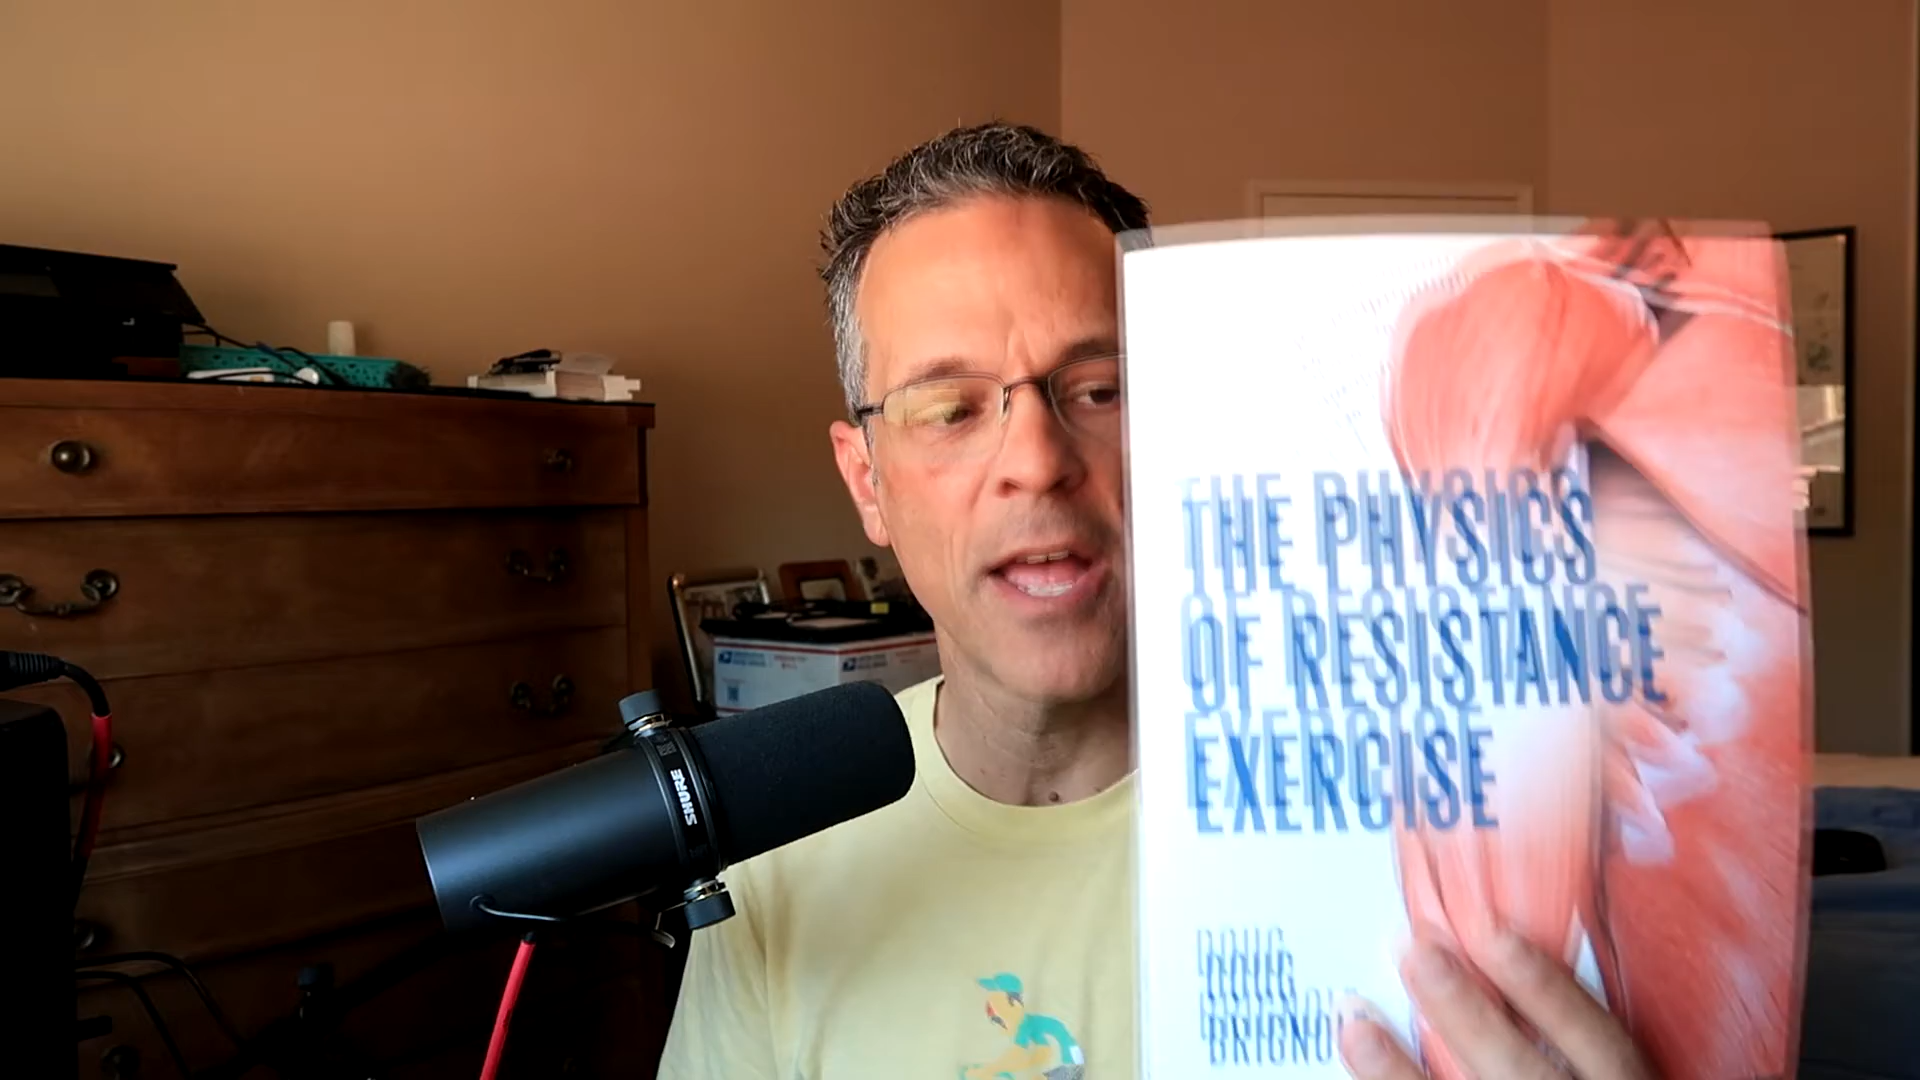 THE PHYSICS
OF RESISTANCE
EXERCISE
DOUG
SHURE